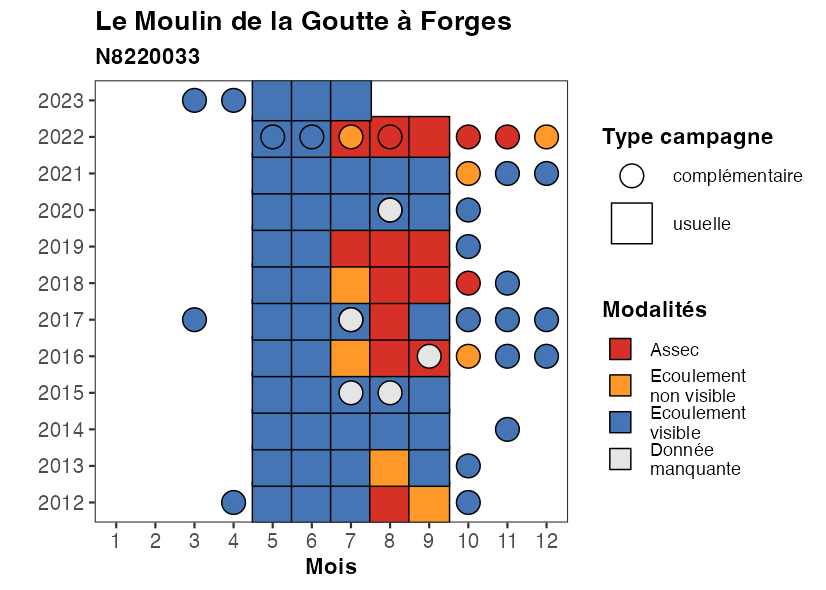 Le Moulin de la Goutte à Forges
N8220033
2023
2022
2021
2020
2019
2018
2017
2016
2015
2014
2013
2012
1 2 3 4 5 6 7 8 9 10 11 12
Mois
Type campagne
complémentaire
usuelle
Modalités
Assec
Ecoulement
non visible
Ecoulement
visible
Donnée
manquante